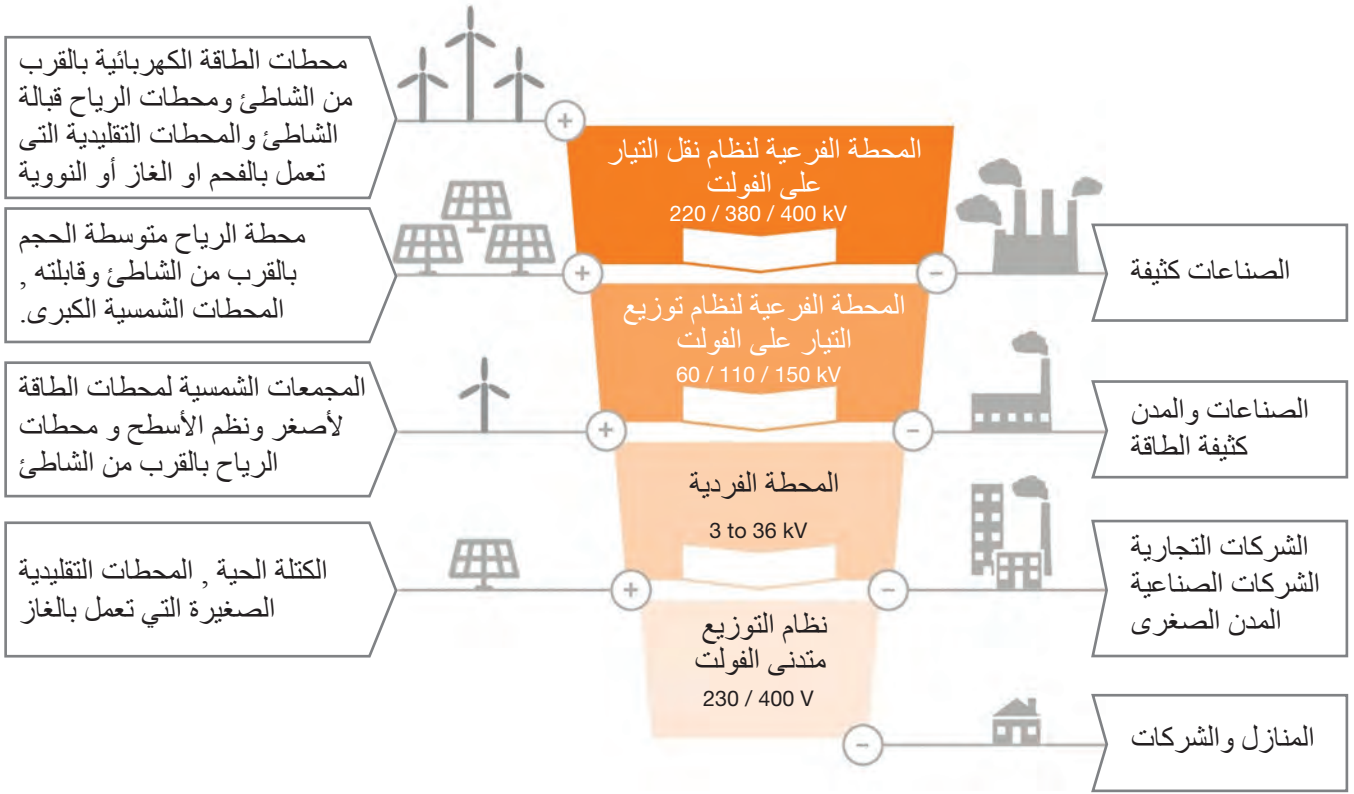 محطات الطاقة الكهربائية بالقرب
من الشاطئ ومحطات الرياح قبالة
الشاطئ والمحطات التقليدية التى
تعمل بالفحم او الغاز أو النووية
محطة الرياح متوسطة الحجم
بالقرب من الشاطئ وقابلته ,
المحطات الشمسية الكبرى.
المجمعات الشمسية لمحطات الطاقة
لأصغر ونظم الأسطح و محطات
الرياح بالقرب من الشاطئ
الكتلة الحية , المحطات التقليدية
الصغيرة التي تعمل بالغاز
المحطة الفرعية لنظام نقل التيار
على الفولت
220 / 380 / 400 kV
المحطة الفرعية لنظام توزيع
التيار على الفولت
60 / 110 / 150 kV
المحطة الفردية
3 to 36 kV
نظام التوزيع
متدنى الفولت
230 / 400 V
الصناعات كثيفة
الصناعات والمدن
كثيفة الطاقة
الشركات التجارية
الشركات الصناعية
المدن الصغرى
المنازل والشركات